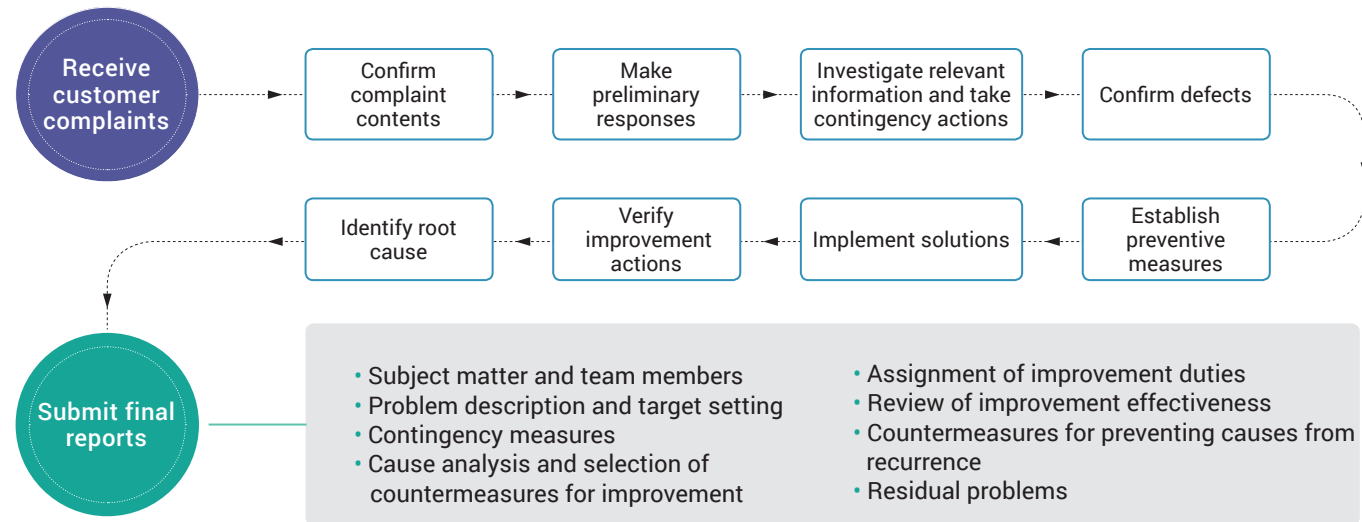 Receive
customer
complaints
Confirm
complaint
contents
Make
preliminary
responses
Investigate relevant
information and take
contingency actions
Confirm defects
Establish
preventive
measures
Implement solutions
Verify
improvement
actions
Identify root
cause
Submit final
reports
• Subject matter and team members
• Problem description and target setting
• Contingency measures
• Cause analysis and selection of
countermeasures for improvement
• Assignment of improvement duties
• Review of improvement effectiveness
• Countermeasures for preventing causes from
recurrence
• Residual problems